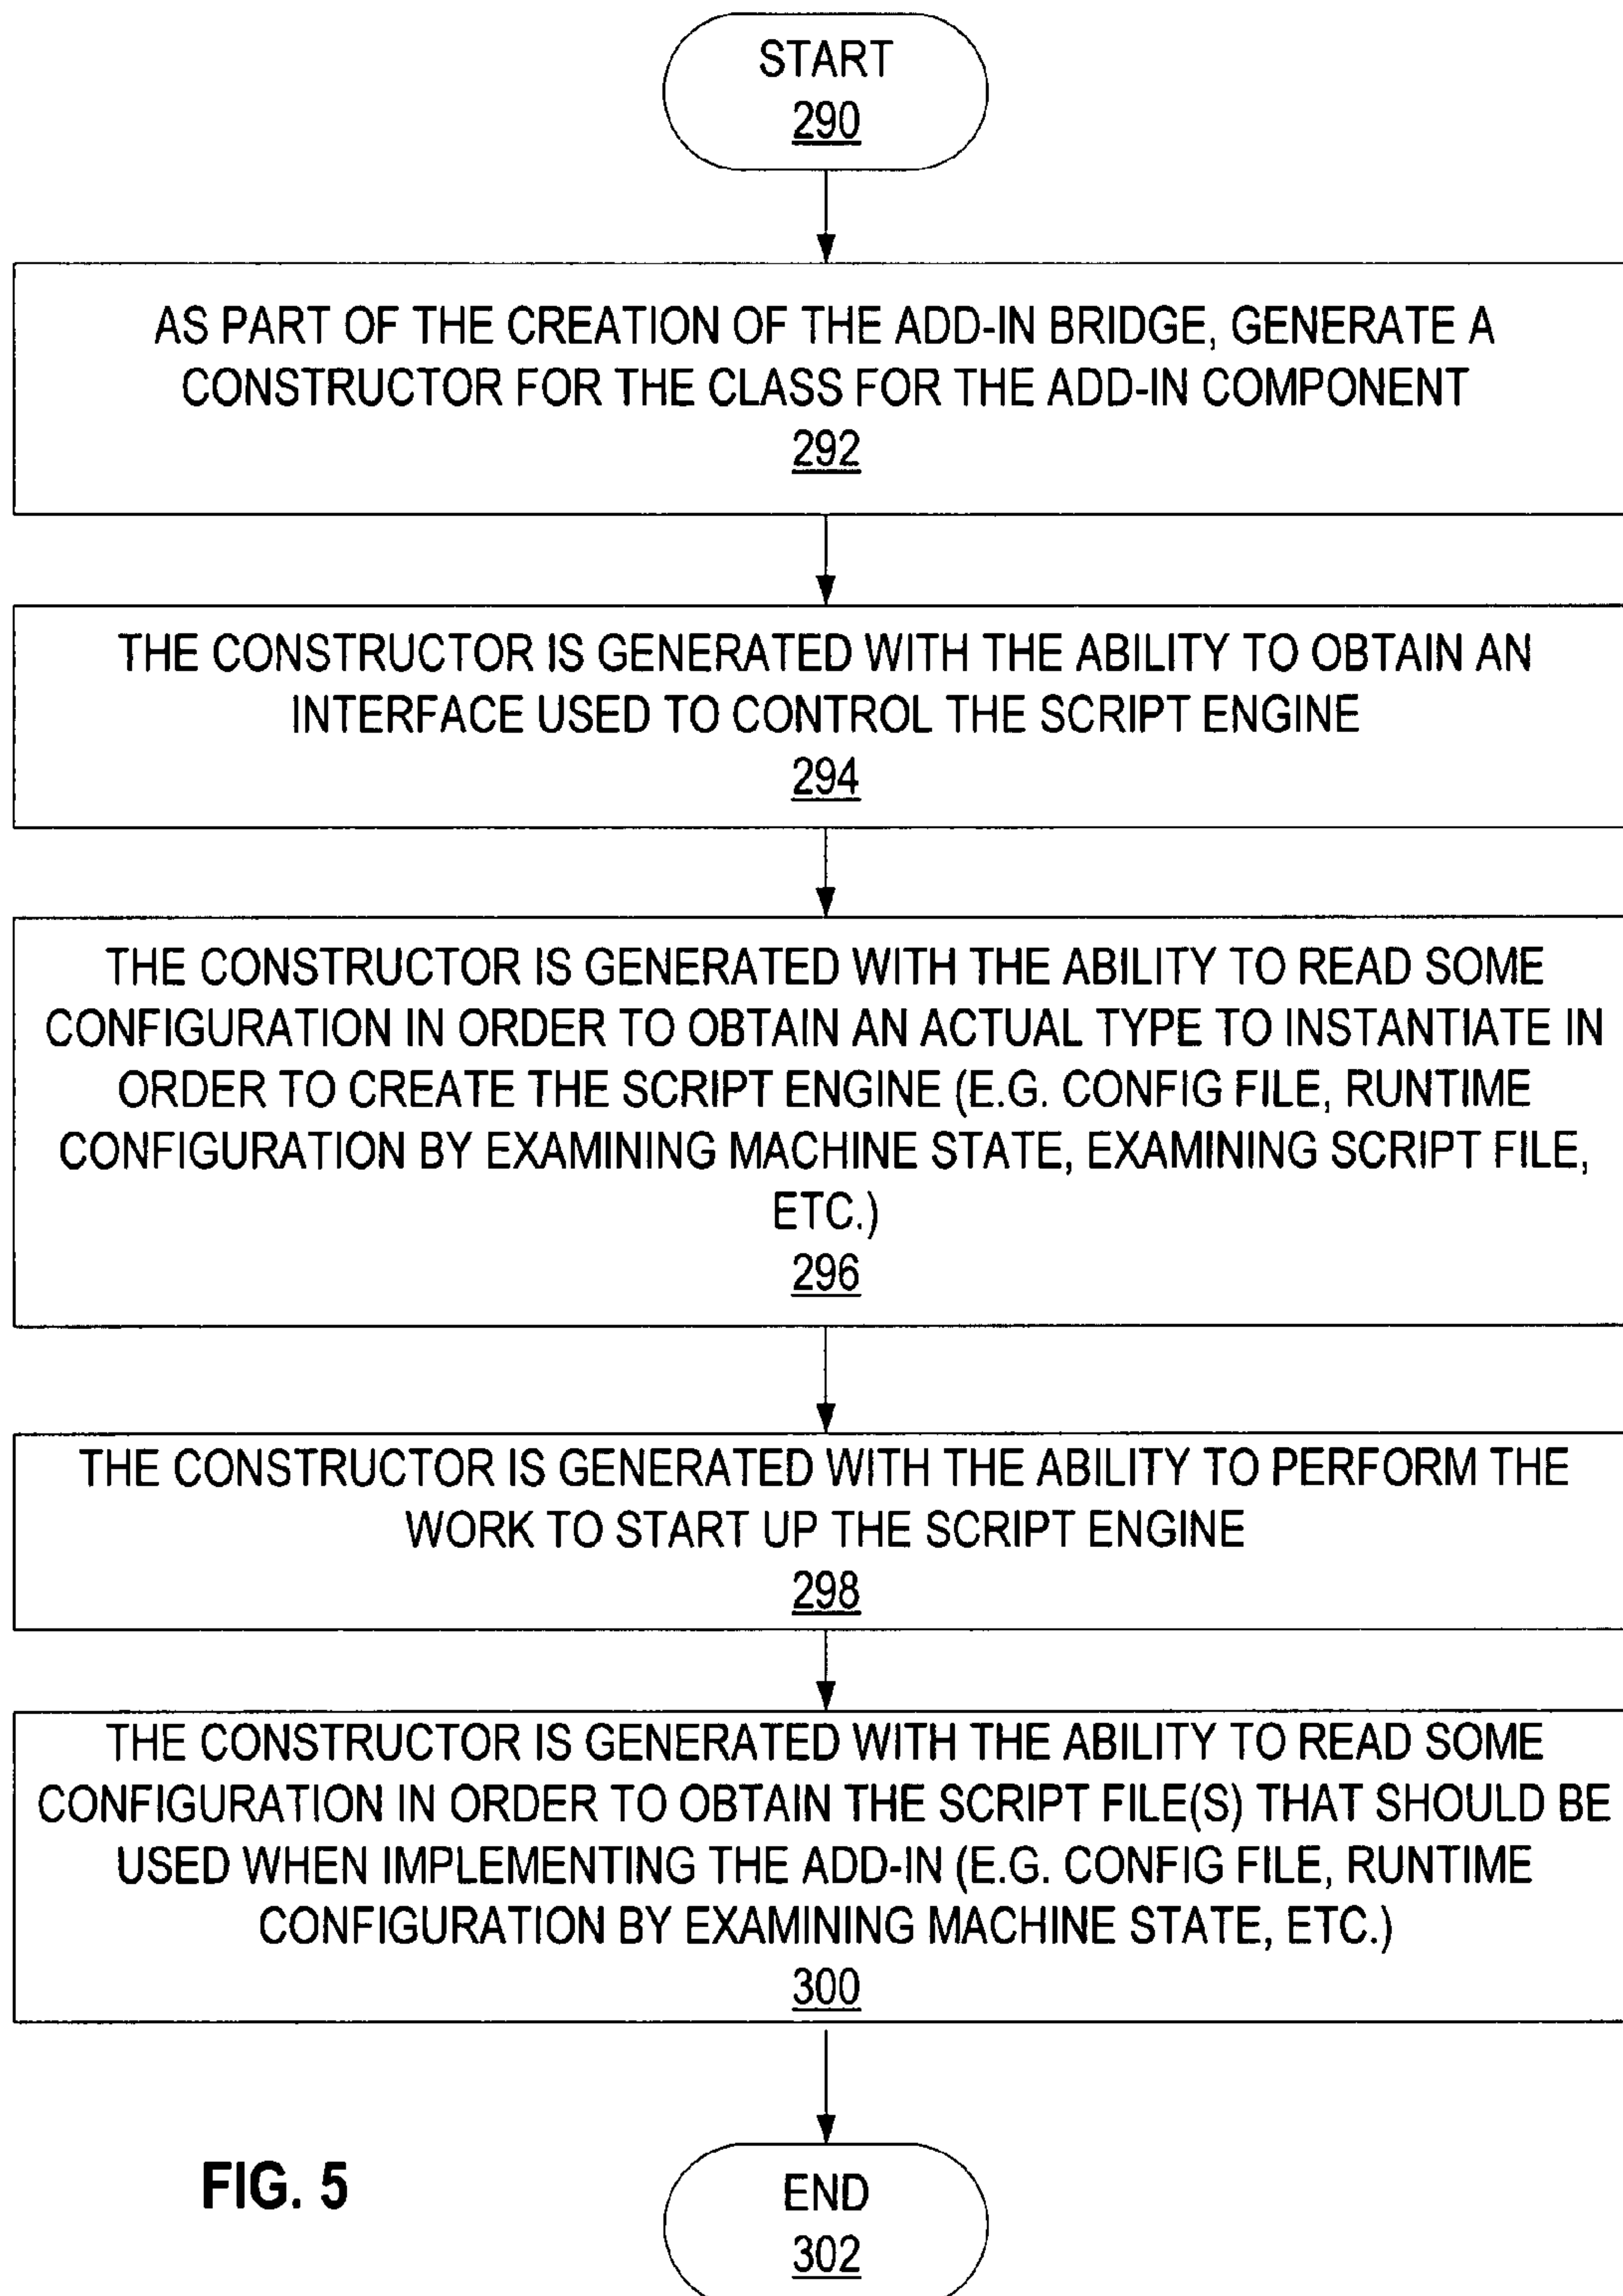 START
290
AS PART OF THE CREATION OF THE ADD-IN BRIDGE, GENERATE A
CONSTRUCTOR FOR THE CLASS FOR THE ADD-IN COMPONENT
292
THE CONSTRUCTOR IS GENERATED WITH THE ABILITY TO OBTAIN AN
INTERFACE USED TO CONTROL THE SCRIPT ENGINE
294
THE CONSTRUCTOR IS GENERATED WITH THE ABILITY TO READ SOME
CONFIGURATION IN ORDER TO OBTAIN AN ACTUAL TYPE TO INSTANTIATE IN
ORDER TO CREATE THE SCRIPT ENGINE (E.G. CONFIG FILE, RUNTIME
CONFIGURATION BY EXAMINING MACHINE STATE, EXAMINING SCRIPT FILE,
ETC.)
296
THE CONSTRUCTOR IS GENERATED WITH THE ABILITY TO PERFORM THE
WORK TO START UP THE SCRIPT ENGINE
298
THE CONSTRUCTOR IS GENERATED WITH THE ABILITY TO READ SOME
CONFIGURATION IN ORDER TO OBTAIN THE SCRIPT FILE(S) THAT SHOULD BE
USED WHEN IMPLEMENTING THE ADD-IN (E.G. CONFIG FILE, RUNTIME
CONFIGURATION BY EXAMINING MACHINE STATE, ETC.)
300
FIG. 5
END
302